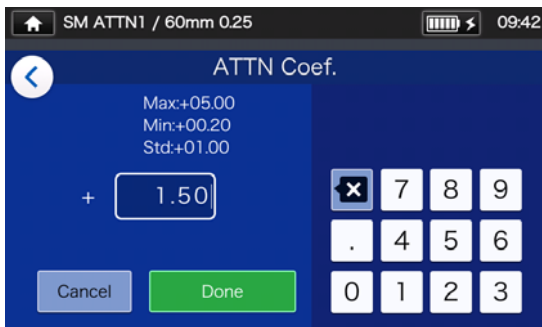 SM ATTN1 / 60mm 0.25 09:42
ATTN Coef.
Max:+05.00
Min:+00.20
Std:+01.00
+ 1.50
7 8 9
. 4 5 6
0 1 2 3
Cancel Done